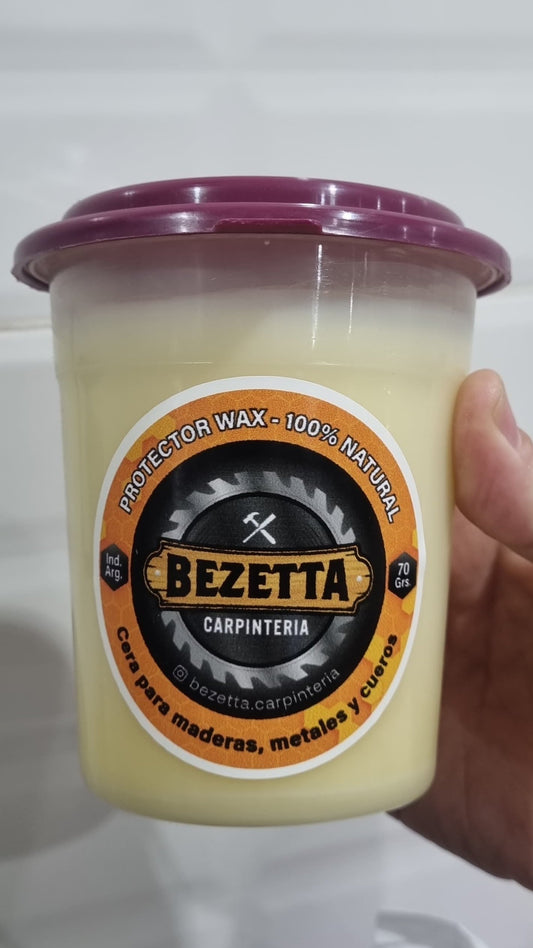 PROTECTOR WAX - 100% NATURAL
Ind.
Arg.
70
Grs.
BEZETTA
CARPINTERIA
bezetta.carpinteria
Cera para maderas, metales y cueros